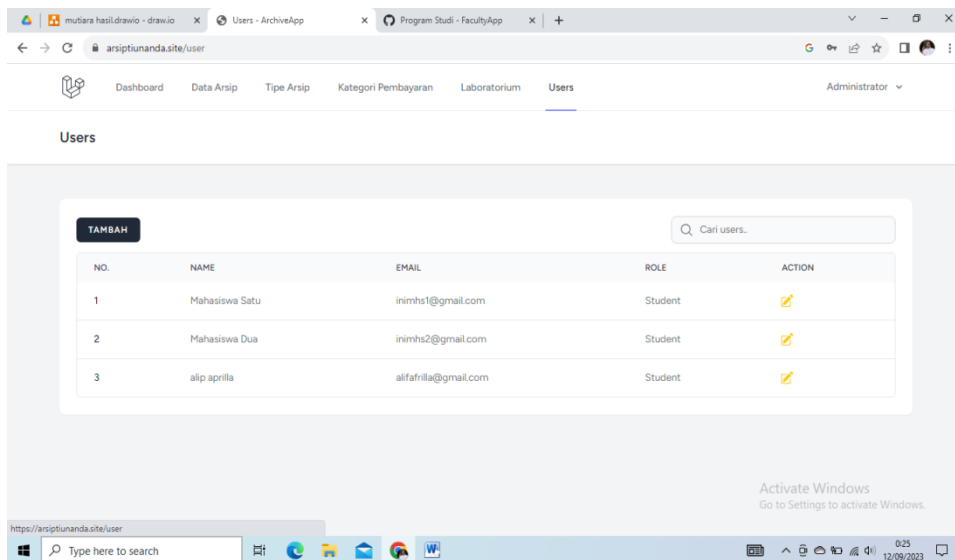 mutiara hasil.drawio - draw.io
Users - ArchiveApp
Program Studi - FacultyApp
arsiptiunanda.site/user
Dashboard Data Arsip Tipe Arsip Kategori Pembayaran Laboratorium Users Administrator
Users
TAMBAH Cari users..
NO. NAME EMAIL ROLE ACTION
1 Mahasiswa Satu inimhs1@gmail.com Student
2 Mahasiswa Dua inimhs2@gmail.com Student
3 alip aprilla alifafrilla@gmail.com Student
Activate Windows
Go to Settings to activate Windows.
https://arsiptiunanda.site/user
Type here to search
0:25
12/09/2023